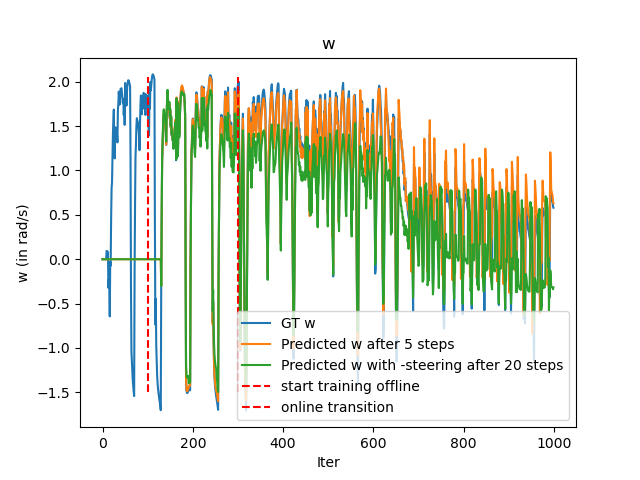 w
w (in rad/s)
2.0
1.5
1.0
0.5
0.0
−0.5
−1.0
−1.5
GT w
Predicted w after 5 steps
Predicted w with -steering after 20 steps
start training offline
online transition
0
200
400
600
800
1000
Iter